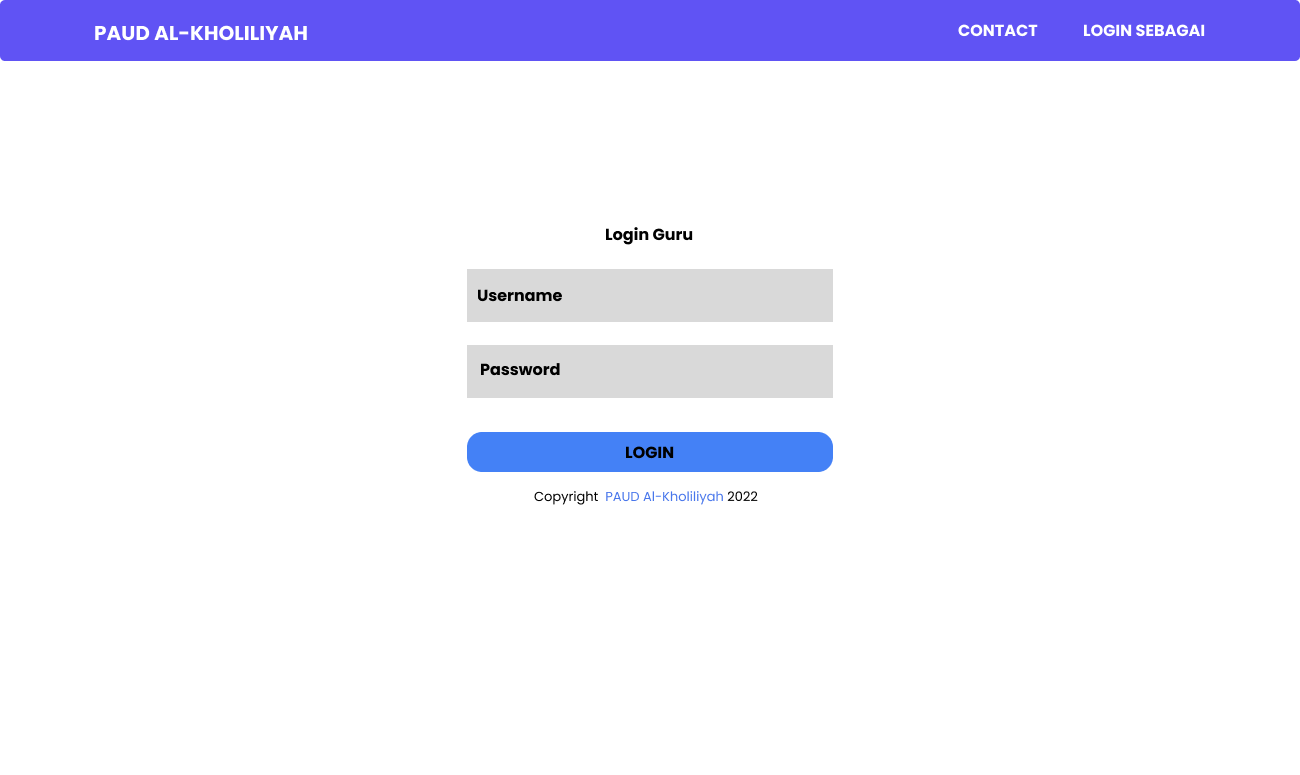 PAUD AL-KHOLILIYAH
CONTACT
LOGIN SEBAGAI
Login Guru
Username
Password
LOGIN
Copyright PAUD Al-Kholiliyah 2022